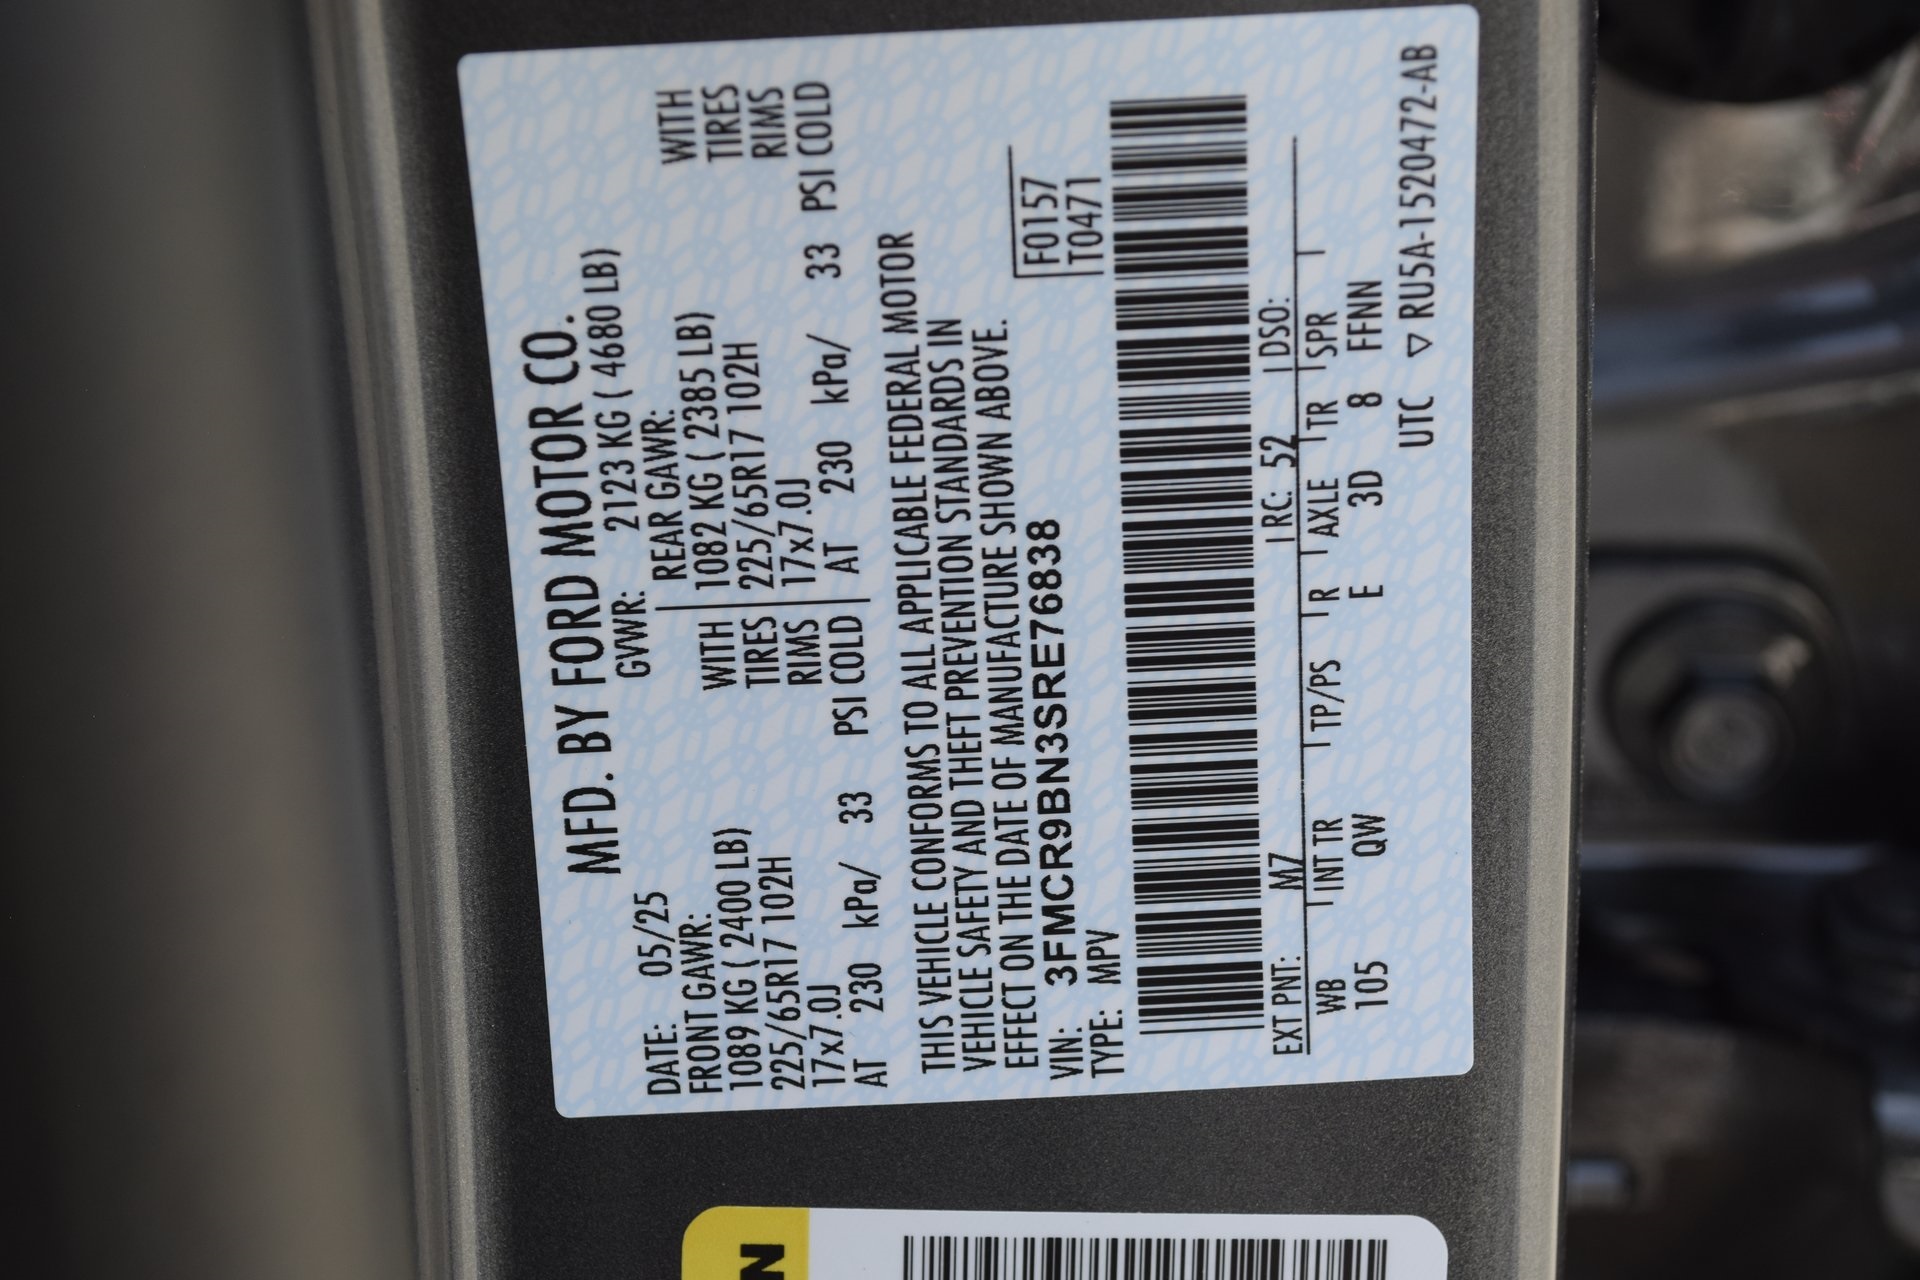 MFD. BY FORD MOTOR CO.
DATE: 05/25 GVWR: 2123 KG ( 4680 LB)
FRONT GAWR: REAR GAWR:
1089 KG ( 2400 LB) WITH 1082 KG ( 2385 LB) WITH
225/65R17 102H TIRES 225/65R17 102H TIRES
17x7.0J RIMS 17x7.0J RIMS
AT 230 kPa/ 33 PSI COLD AT 230 kPa/ 33 PSI COLD
THIS VEHICLE CONFORMS TO ALL APPLICABLE FEDERAL MOTOR
VEHICLE SAFETY AND THEFT PREVENTION STANDARDS IN
EFFECT ON THE DATE OF MANUFACTURE SHOWN ABOVE.
VIN: 3FMCR9BN3SRE76838 F0157
TYPE: MPV T0471
EXT PNT: M7 RC: 52 DSO:
WB INT TR TP/PS R AXLE TR SPR
105 QW E 3D 8 FFNN
UTC ▽ RU5A-1520472-AB
N